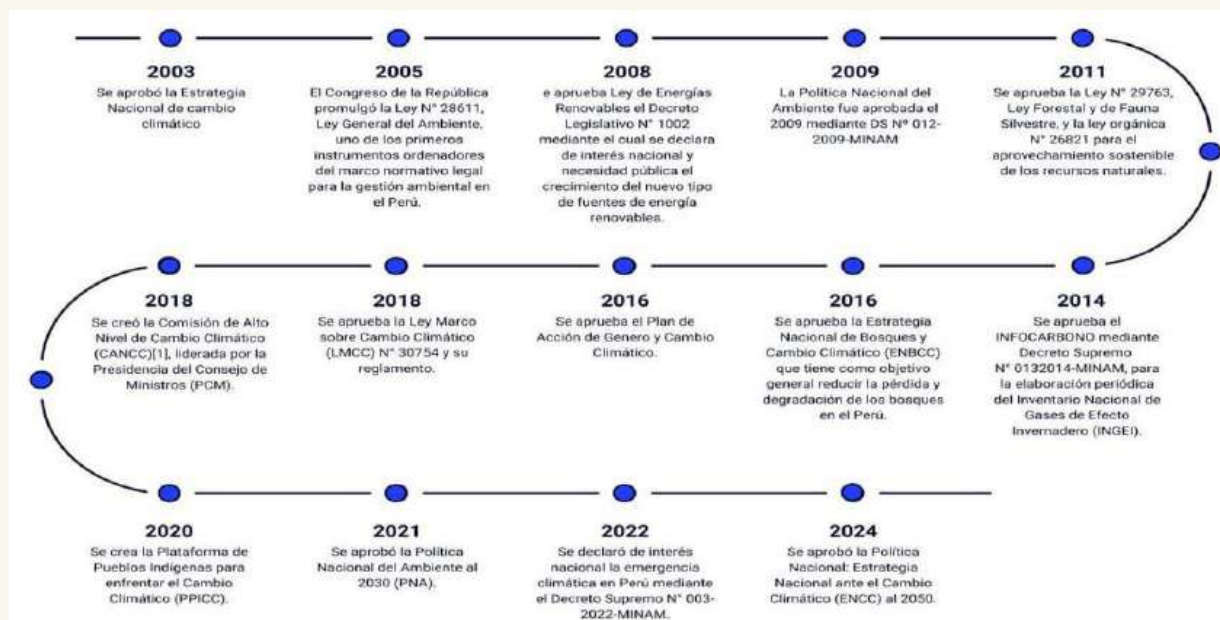 2003
Se aprobó la Estrategia
Nacional de cambio
climático
2005
El Congreso de la República
promulgó la Ley N° 28611,
Ley General del Ambiente,
uno de los primeros
instrumentos ordenadores
del marco normativo legal
para la gestión ambiental en
el Perú.
2008
e aprueba Ley de Energías
Renovables el Decreto
Legislativo N° 1002
mediante el cual se declara
de interés nacional y
necesidad pública el
crecimiento del nuevo tipo
de fuentes de energía
renovables.
2009
La Política Nacional del
Ambiente fue aprobada el
2009 mediante DS Nº 012-
2009-MINAM
2011
Se aprueba la Ley N° 29763,
Ley Forestal y de Fauna
Silvestre, y la ley orgánica
N° 26821 para el
aprovechamiento sostenible
de los recursos naturales.
2018
Se creó la Comisión de Alto
Nivel de Cambio Climático
(CANCC)[1], liderada por la
Presidencia del Consejo de
Ministros (PCM).
2018
Se aprueba la Ley Marco
sobre Cambio Climático
(LMCC) N° 30754 y su
reglamento.
2016
Se aprueba el Plan de
Acción de Genero y Cambio
Climático.
2016
Se aprueba la Estrategia
Nacional de Bosques y
Cambio Climático (ENBCC)
que tiene como objetivo
general reducir la pérdida y
degradación de los bosques
en el Perú.
2014
Se aprueba el
INFOCARBONO mediante
Decreto Supremo
N° 0132014-MINAM, para
la elaboración periódica
del Inventario Nacional de
Gases de Efecto
Invernadero (INGEI).
2020
Se crea la Plataforma de
Pueblos Indígenas para
enfrentar el Cambio
Climático (PPICC).
2021
Se aprobó la Política
Nacional del Ambiente al
2030 (PNA).
2022
Se declaró de interés
nacional la emergencia
climática en Perú mediante
el Decreto Supremo N° 003-
2022-MINAM.
2024
Se aprobó la Política
Nacional: Estrategia
Nacional ante el Cambio
Climático (ENCC) al 2050.